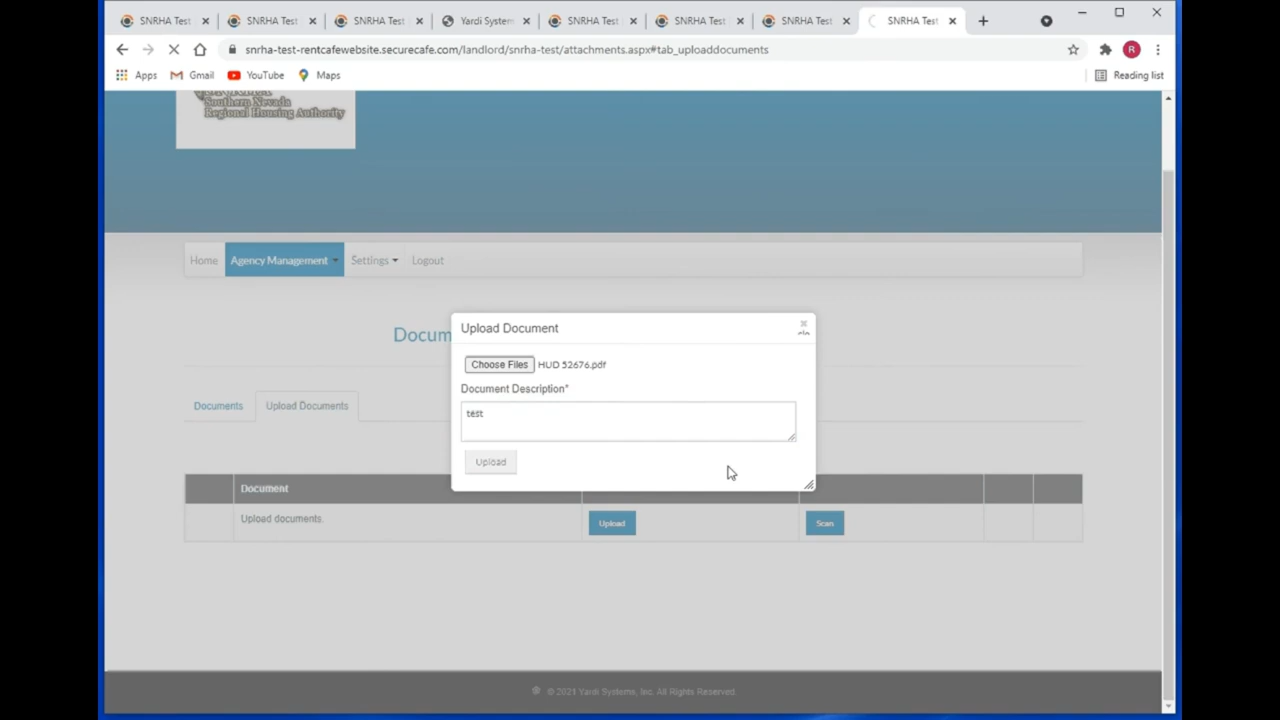 SNRHA Test
SNRHA Test
SNRHA Test
Yardi System
SNRHA Test
SNRHA Test
SNRHA Test
SNRHA Test
snrha-test-rentcafewebsite.securecafe.com/landlord/snrha-test/attachments.aspx#tab_uploaddocuments
R
Apps
Gmail
YouTube
Maps
Reading list
Southern Nevada
Regional Housing Authority
Home
Agency Management
Settings
Logout
Docum
Upload Document
Choose Files HUD 52676.pdf
Document Description*
test
Upload
Documents
Upload Documents
Document
Upload documents.
Upload
Scan
© 2021 Yardi Systems, Inc. All Rights Reserved.